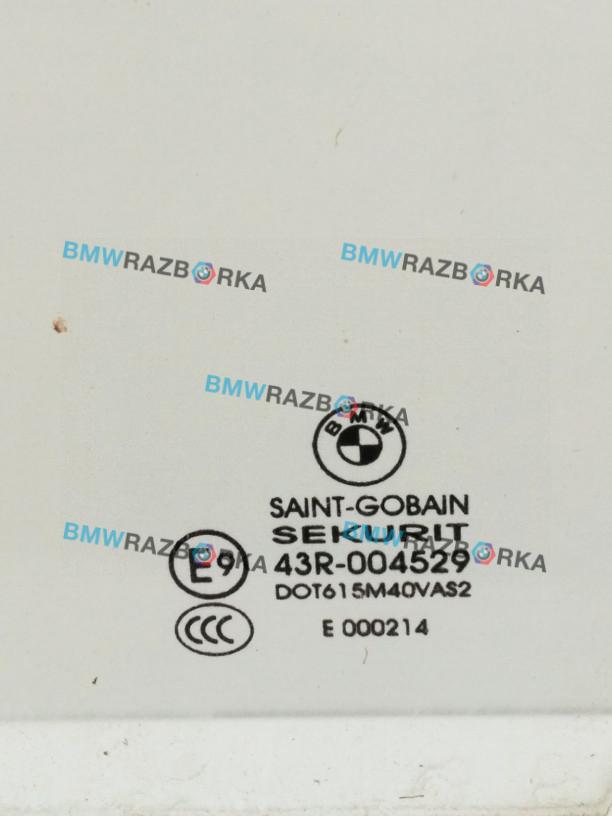 BMWRAZBORKA
BMWRAZBORKA
BMWRAZBORKA
BMW
SAINT-GOBAIN
SEKURIT
BMWRAZBORKA
BMWRAZBORKA
E9
43R-004529
DOT615M40VAS2
CCC
E 000214